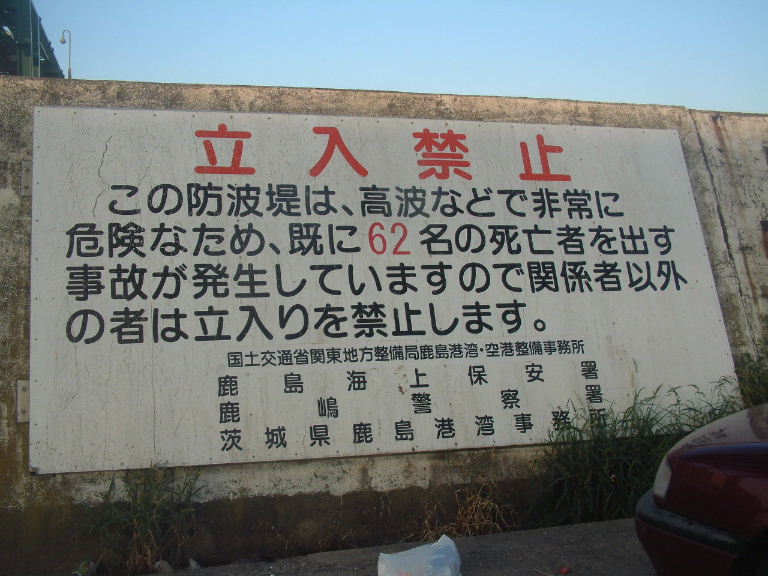 立入禁止
この防波堤は、高波などで非常に
危険なため、既に62名の死亡者を出す
事故が発生していますので関係者以外
の者は立入りを禁止します。
国土交通省関東地方整備局鹿島港湾・空港整備事務所
鹿島海上保安署
鹿嶋警察署
茨城県鹿島港湾事務所